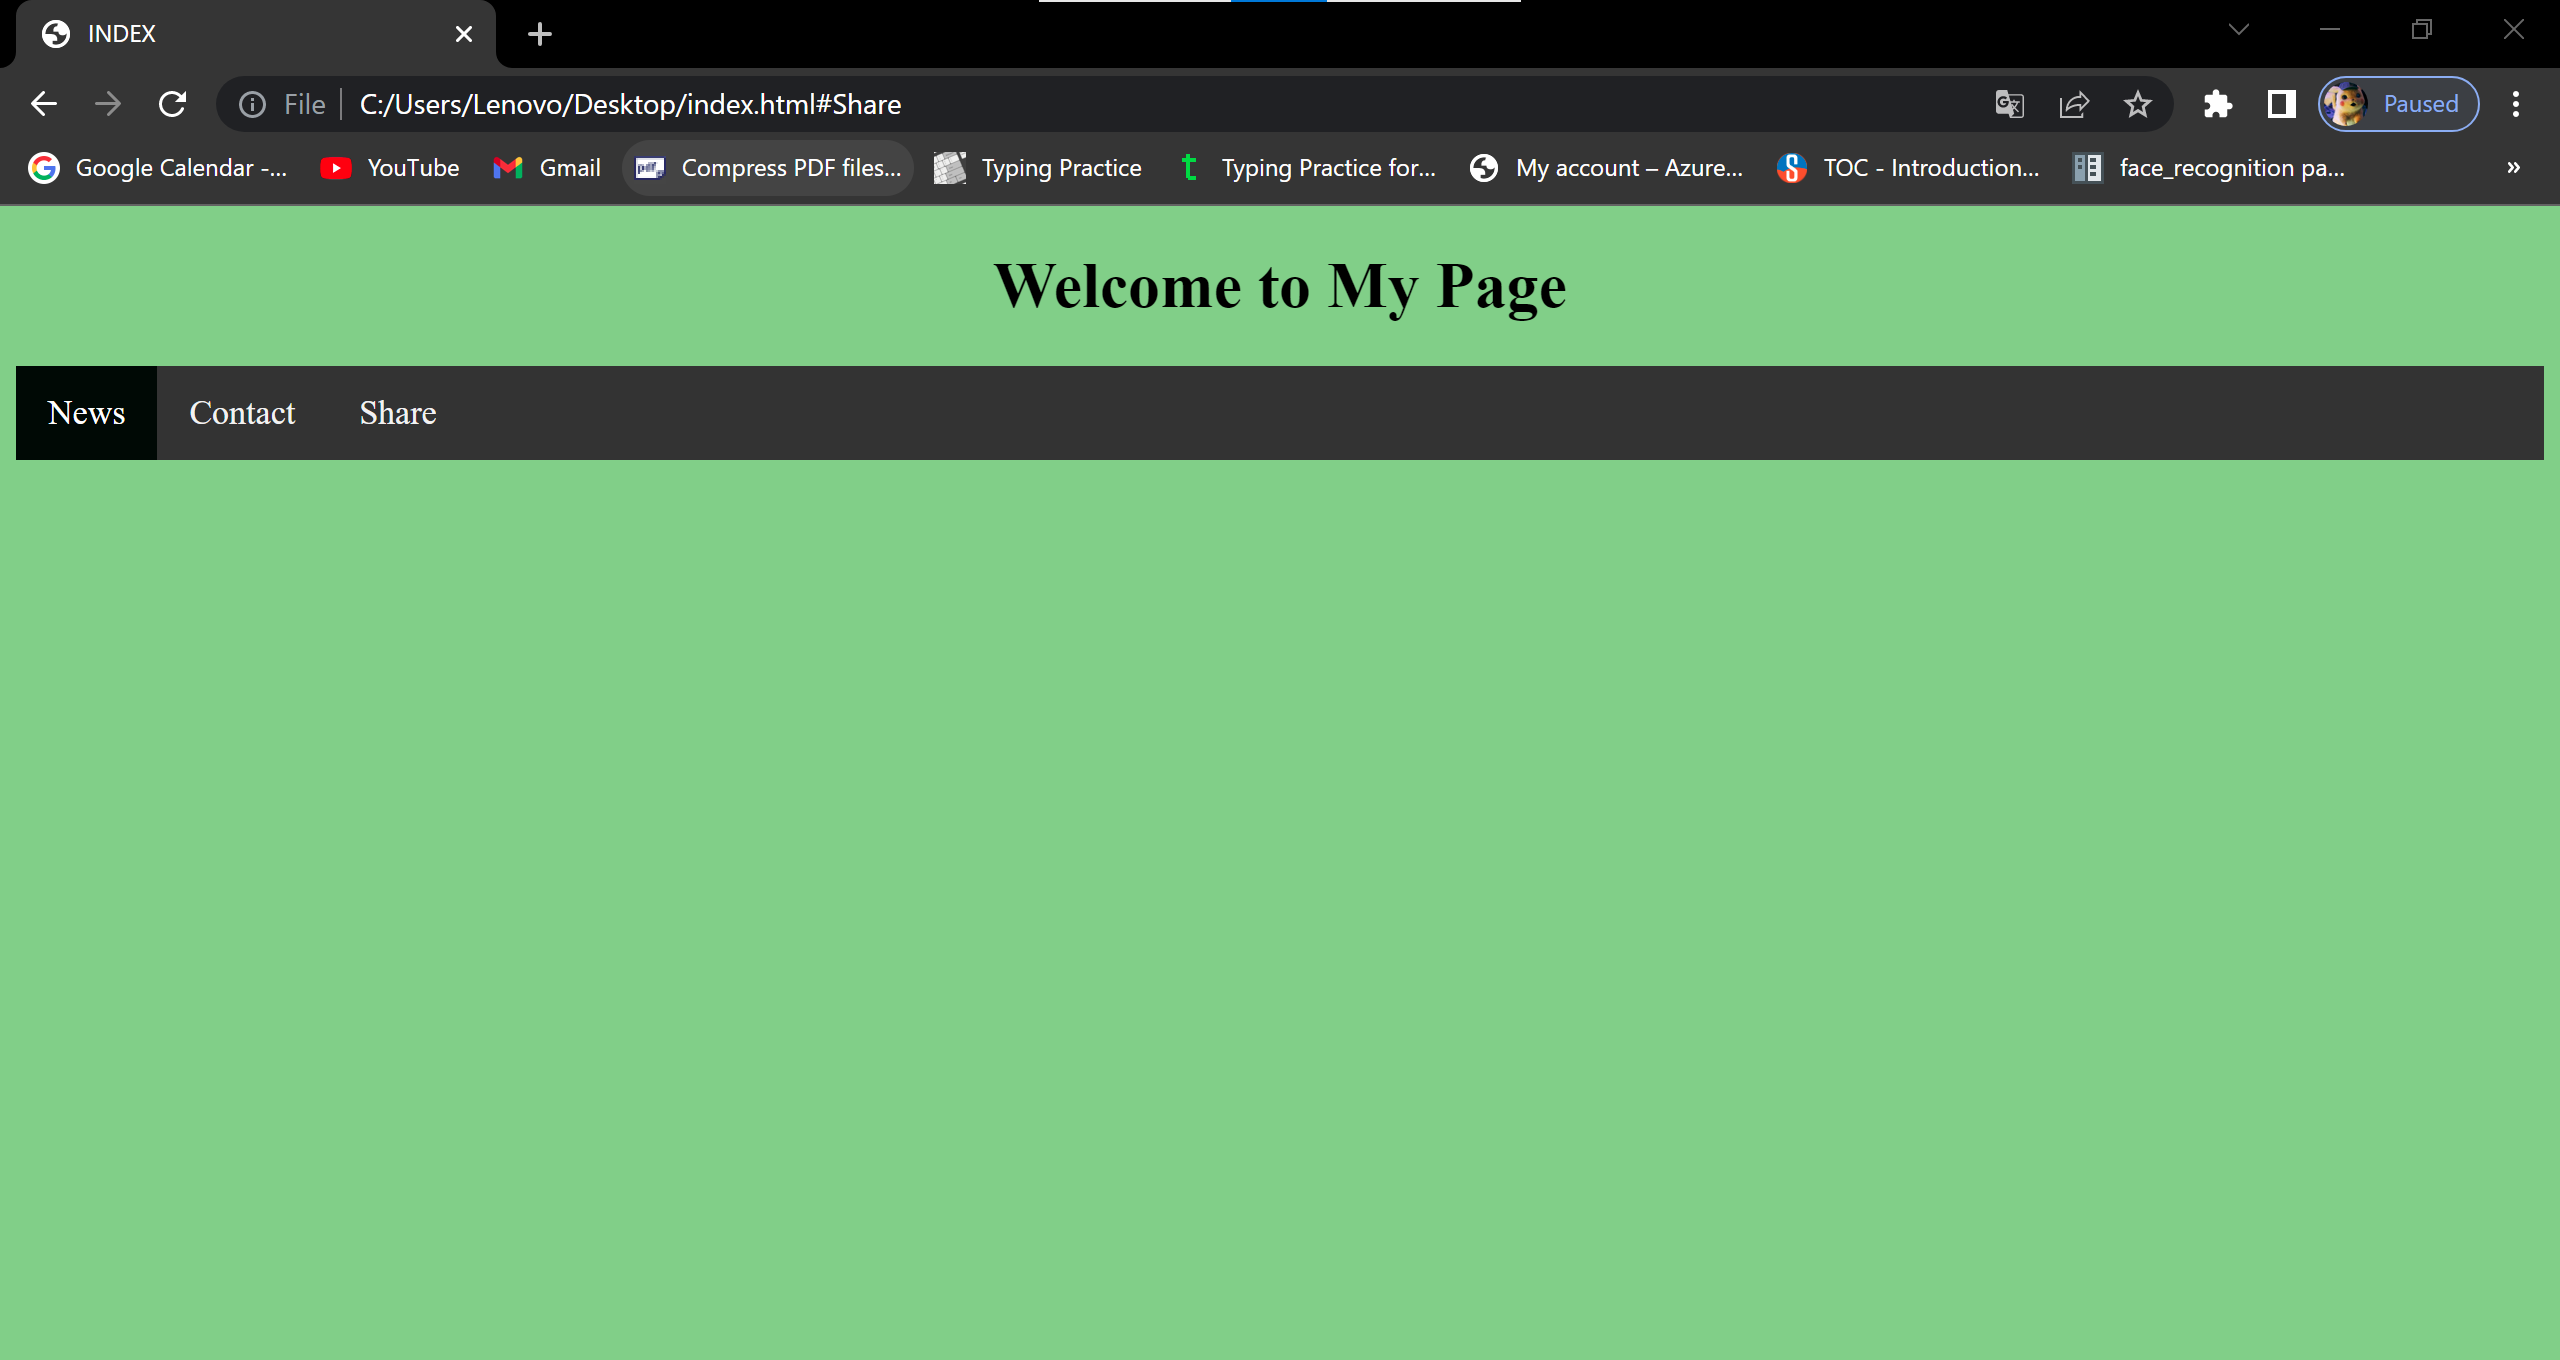 INDEX
File C:/Users/Lenovo/Desktop/index.html#Share Paused
Google Calendar -... YouTube Gmail Compress PDF files... Typing Practice Typing Practice for... My account – Azure... TOC - Introduction... face_recognition pa... »
Welcome to My Page
News Contact Share